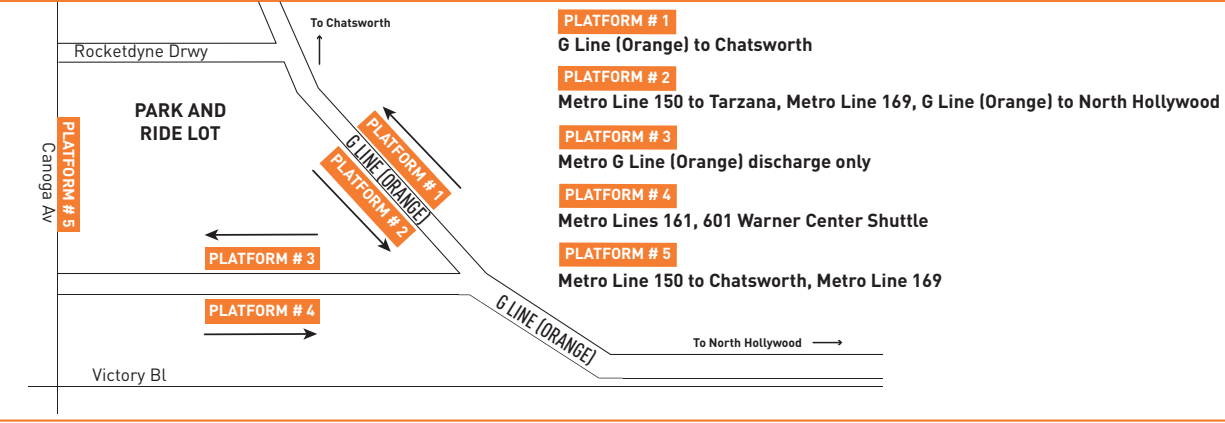 To Chatsworth
Rocketdyne Drwy
PARK AND
RIDE LOT
Canoga Av
PLATFORM # 5
PLATFORM # 1
G LINE (ORANGE)
PLATFORM # 2
PLATFORM # 3
PLATFORM # 4
G LINE (ORANGE)
To North Hollywood
Victory Bl
PLATFORM # 1
G Line (Orange) to Chatsworth
PLATFORM # 2
Metro Line 150 to Tarzana, Metro Line 169, G Line (Orange) to North Hollywood
PLATFORM # 3
Metro G Line (Orange) discharge only
PLATFORM # 4
Metro Lines 161, 601 Warner Center Shuttle
PLATFORM # 5
Metro Line 150 to Chatsworth, Metro Line 169